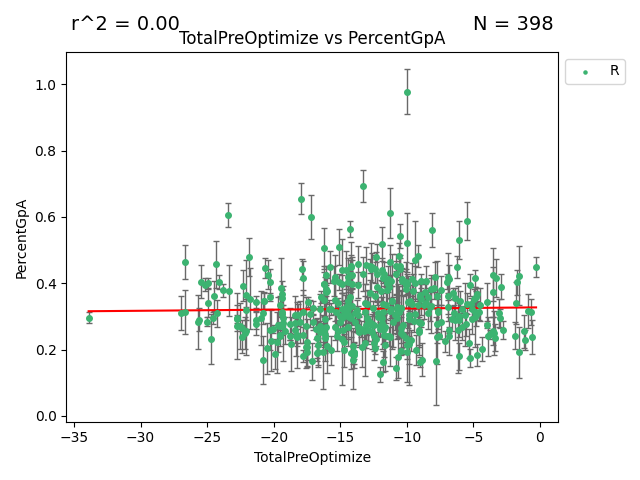 r^2 = 0.00
N = 398
TotalPreOptimize vs PercentGpA
R
PercentGpA
1.0
0.8
0.6
0.4
0.2
0.0
−35 −30 −25 −20 −15 −10 −5 0
TotalPreOptimize